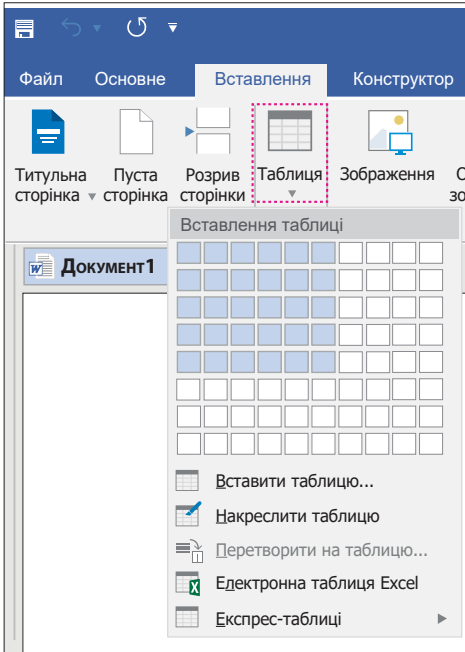 Файл Основне Вставлення Конструктор
Титульна сторінка
Пуста сторінка
Розрив сторінки
Таблиця
Зображення
Вставлення таблиці
W Документ1
Вставити таблицю...
Накреслити таблицю
Перетворити на таблицю...
X Електронна таблиця Excel
Експрес-таблиці